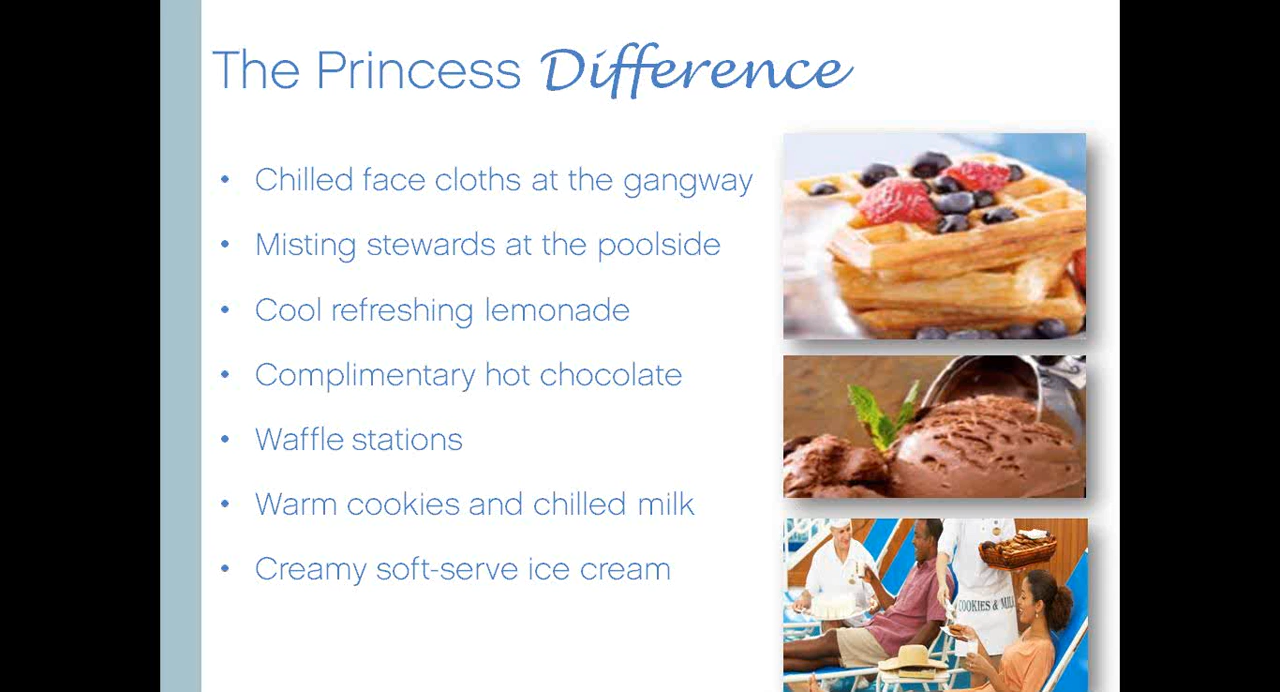 The Princess Difference
• Chilled face cloths at the gangway
• Misting stewards at the poolside
• Cool refreshing lemonade
• Complimentary hot chocolate
• Waffle stations
• Warm cookies and chilled milk
• Creamy soft-serve ice cream
COOKIES & MILK